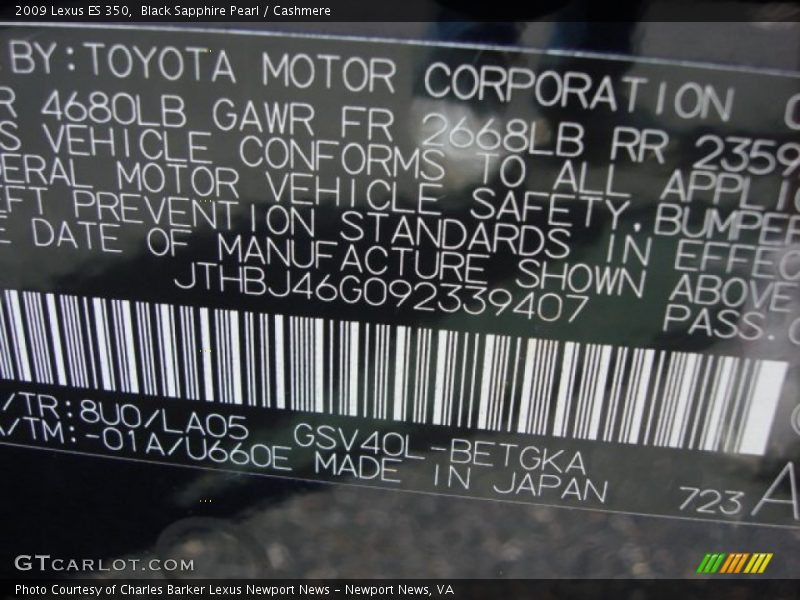 2009 Lexus ES 350, Black Sapphire Pearl / Cashmere
BY: TOYOTA MOTOR CORPORATION
4680LB GAWR FR 2668LB RR 2359
VEHICLE CONFORMS TO ALL APPLIC
MOTOR VEHICLE SAFETY, BUMPER
PREVENTION STANDARDS IN EFFEC
DATE OF MANUFACTURE SHOWN ABOVE
JTHBJ46G092339407 PASS.
/TR: 8U0/LA05 GSV40L-BETGKA
A/TM: -01A/U660E MADE IN JAPAN 723 A
GTCARLOT.COM
Photo Courtesy of Charles Barker Lexus Newport News - Newport News, VA